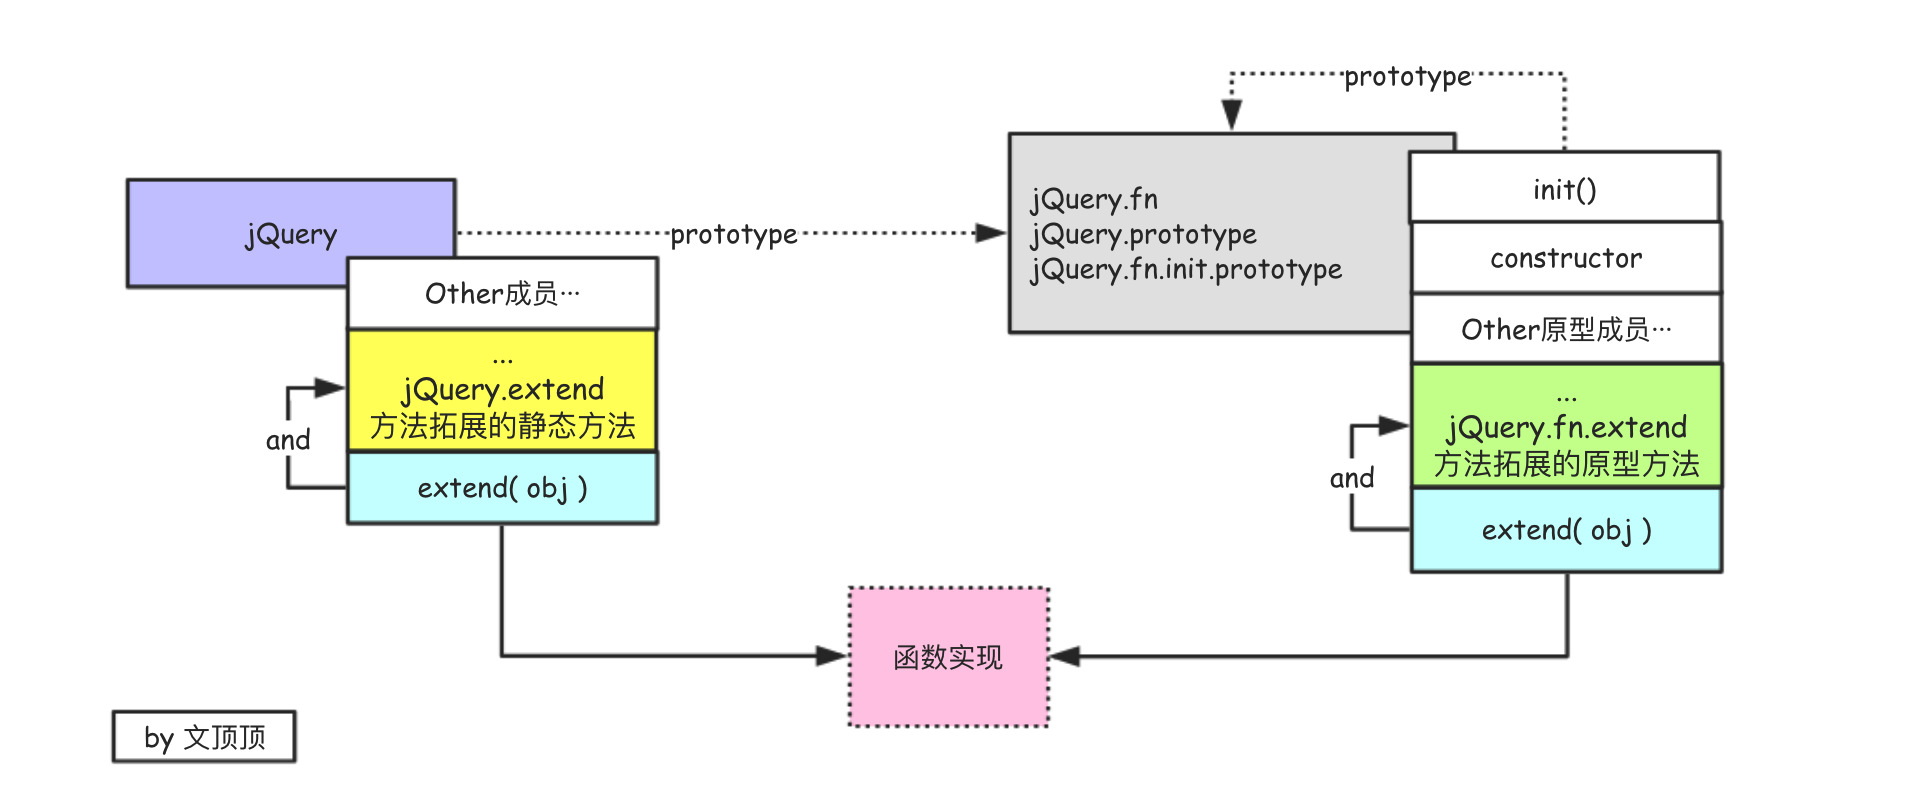 prototype
jQuery
prototype
jQuery.fn
jQuery.prototype
jQuery.fn.init.prototype
init()
constructor
Other原型成员…
...
jQuery.fn.extend
方法拓展的原型方法
and
extend( obj )
Other成员…
...
jQuery.extend
方法拓展的静态方法
and
extend( obj )
函数实现
by 文顶顶